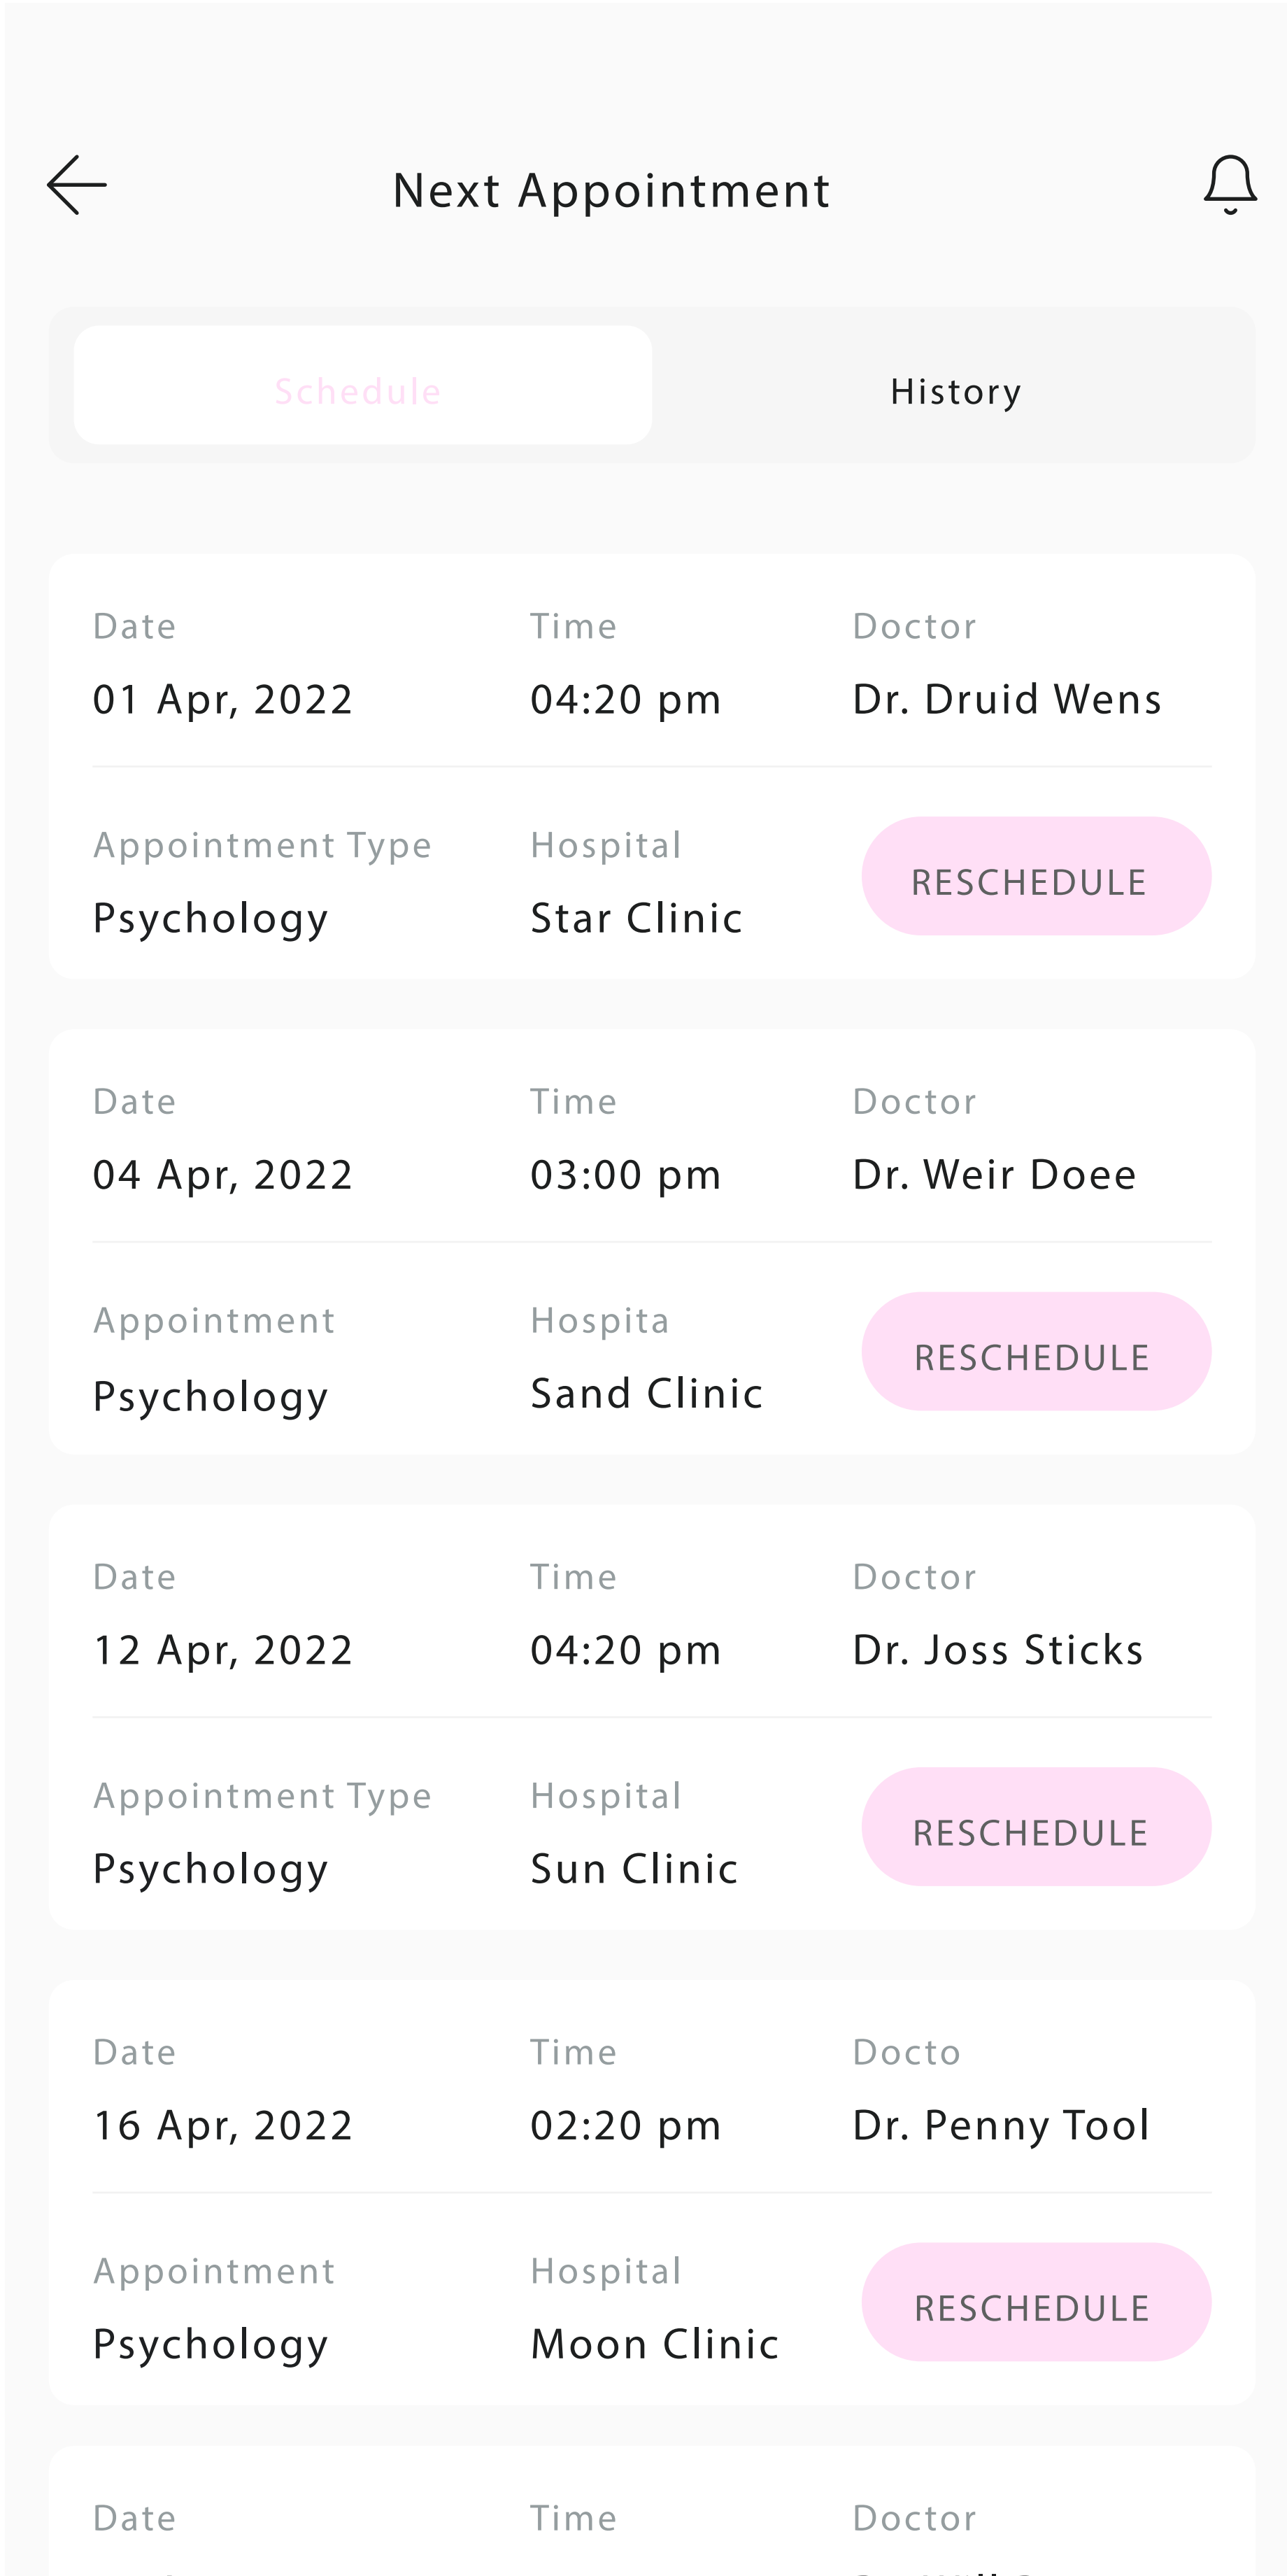 Next Appointment
Schedule History
Date Time Doctor
01 Apr, 2022 04:20 pm Dr. Druid Wens
Appointment Type Hospital
RESCHEDULE
Psychology Star Clinic
Date Time Doctor
04 Apr, 2022 03:00 pm Dr. Weir Doee
Appointment Hospita
RESCHEDULE
Psychology Sand Clinic
Date Time Doctor
12 Apr, 2022 04:20 pm Dr. Joss Sticks
Appointment Type Hospital
RESCHEDULE
Psychology Sun Clinic
Date Time Docto
16 Apr, 2022 02:20 pm Dr. Penny Tool
Appointment Hospital
RESCHEDULE
Psychology Moon Clinic
Date Time Doctor